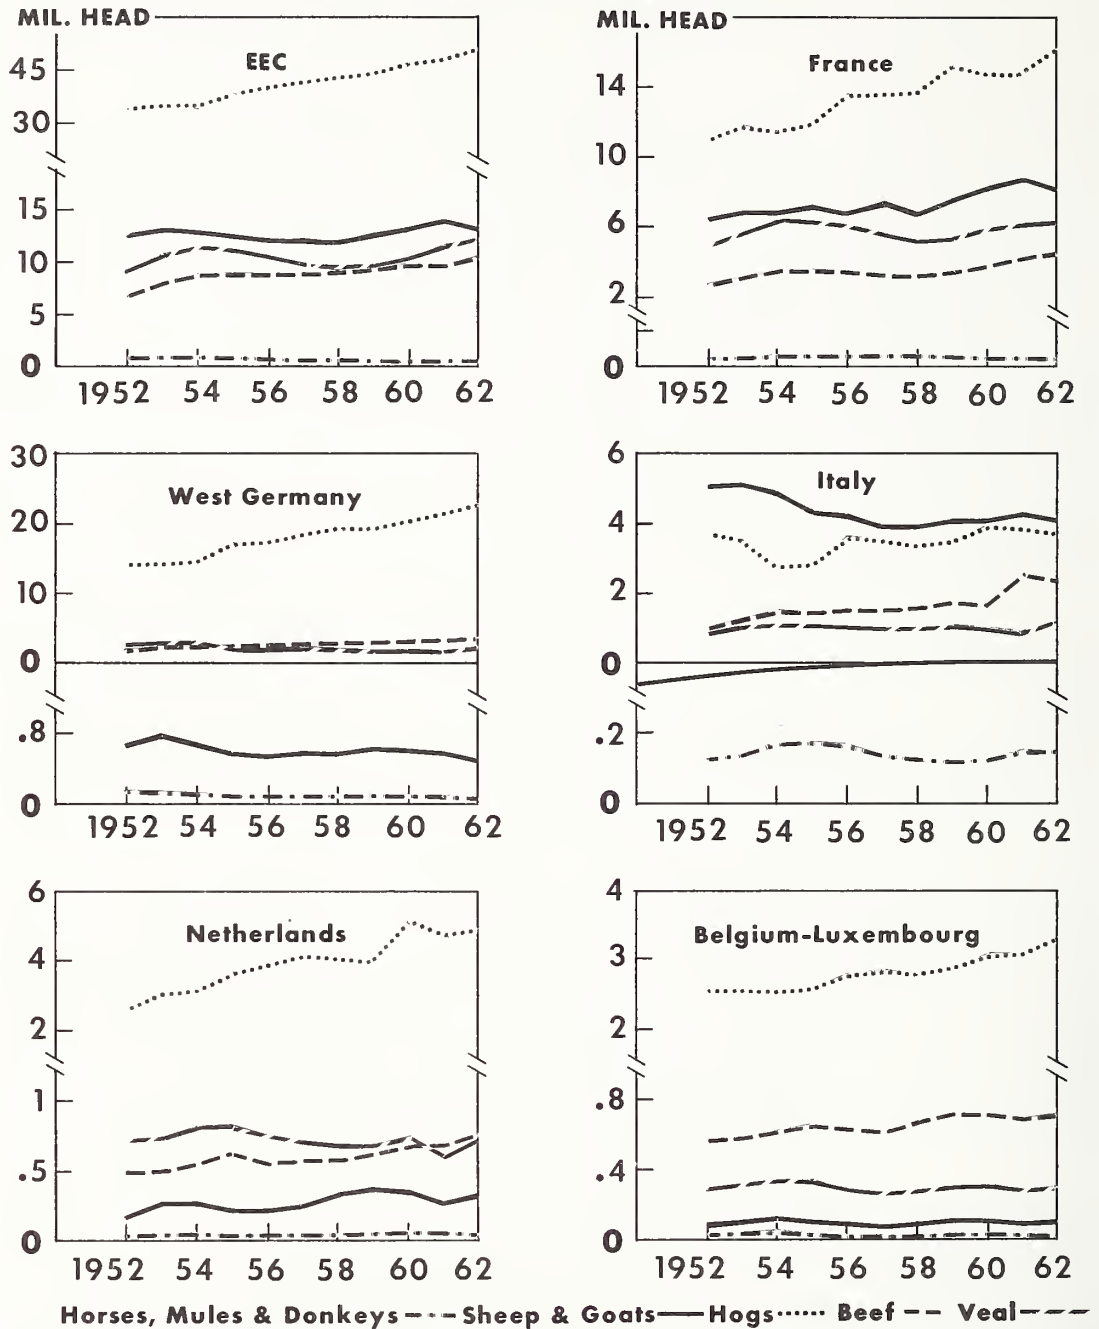 MIL. HEAD
EEC
45
30
15
10
5
0
1952 54 56 58 60 62
MIL. HEAD
France
14
10
6
2
0
1952 54 56 58 60 62
30
West Germany
20
10
0
.8
0
1952 54 56 58 60 62
6
Italy
4
2
0
.2
0
1952 54 56 58 60 62
6
Netherlands
4
2
1
.5
0
1952 54 56 58 60 62
4
Belgium-Luxembourg
3
2
.8
.4
0
1952 54 56 58 60 62
Horses, Mules & Donkeys Sheep & Goats Hogs Beef Veal